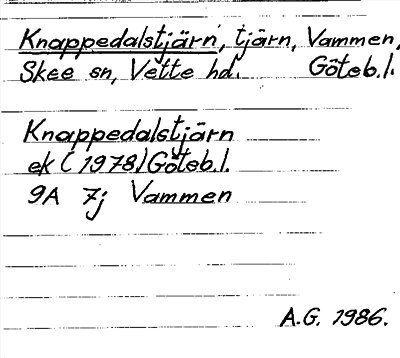 Knappedalstjärn, tjärn, Vammen,
Skee sn, Vette hd. Göteb.l.
Knappedalstjärn
ek (1978) Göteb.l.
9A 7j Vammen
A.G. 1986.